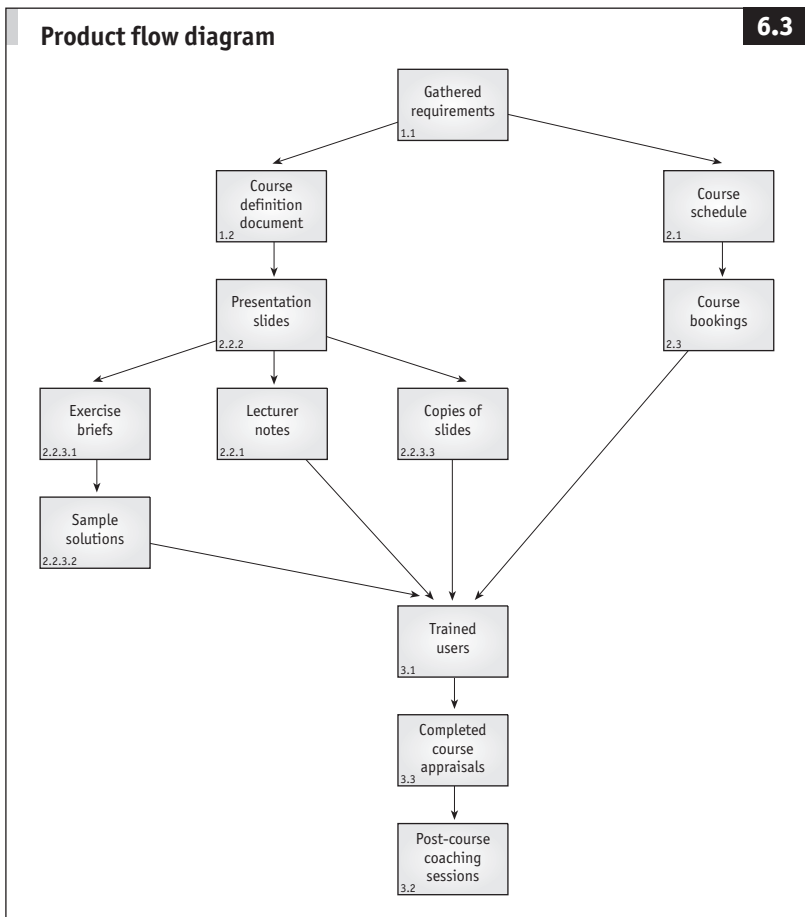 Product flow diagram
6.3
Gathered
requirements
1.1
Course
definition
document
1.2
Course
schedule
2.1
Presentation
slides
2.2.2
Course
bookings
2.3
Exercise
briefs
2.2.3.1
Lecturer
notes
2.2.1
Copies of
slides
2.2.3.3
Sample
solutions
2.2.3.2
Trained
users
3.1
Completed
course
appraisals
3.3
Post-course
coaching
sessions
3.2